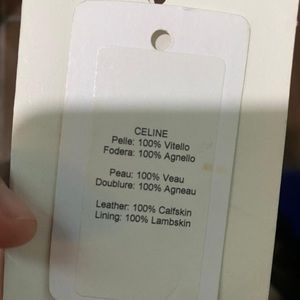 CELINE
Pelle: 100% Vitello
Fodera: 100% Agnello
Peau: 100% Veau
Doublure: 100% Agneau
Leather: 100% Calfskin
Lining: 100% Lambskin